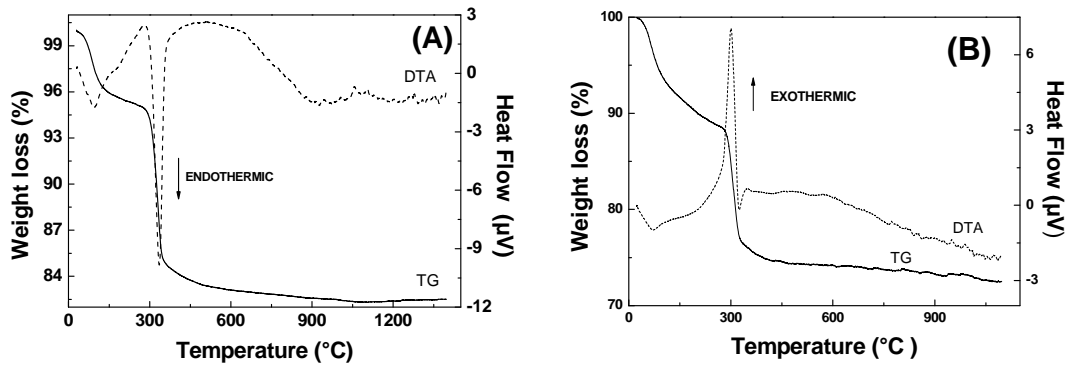 (A)
Weight loss (%)
99
96
93
90
87
84
3
0
-3
-6
-9
-12
Heat Flow (µV)
DTA
ENDOTHERMIC
TG
0 300 600 900 1200
Temperature (°C)
(B)
Weight loss (%)
100
90
80
70
6
3
0
-3
Heat Flow (µV)
EXOTHERMIC
DTA
TG
0 300 600 900
Temperature (°C )